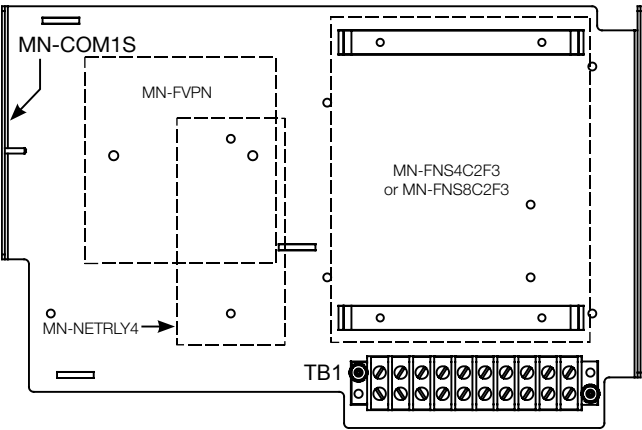 MN-COM1S
MN-FVPN
MN-FNS4C2F3
or MN-FNS8C2F3
MN-NETRLY4
TB1